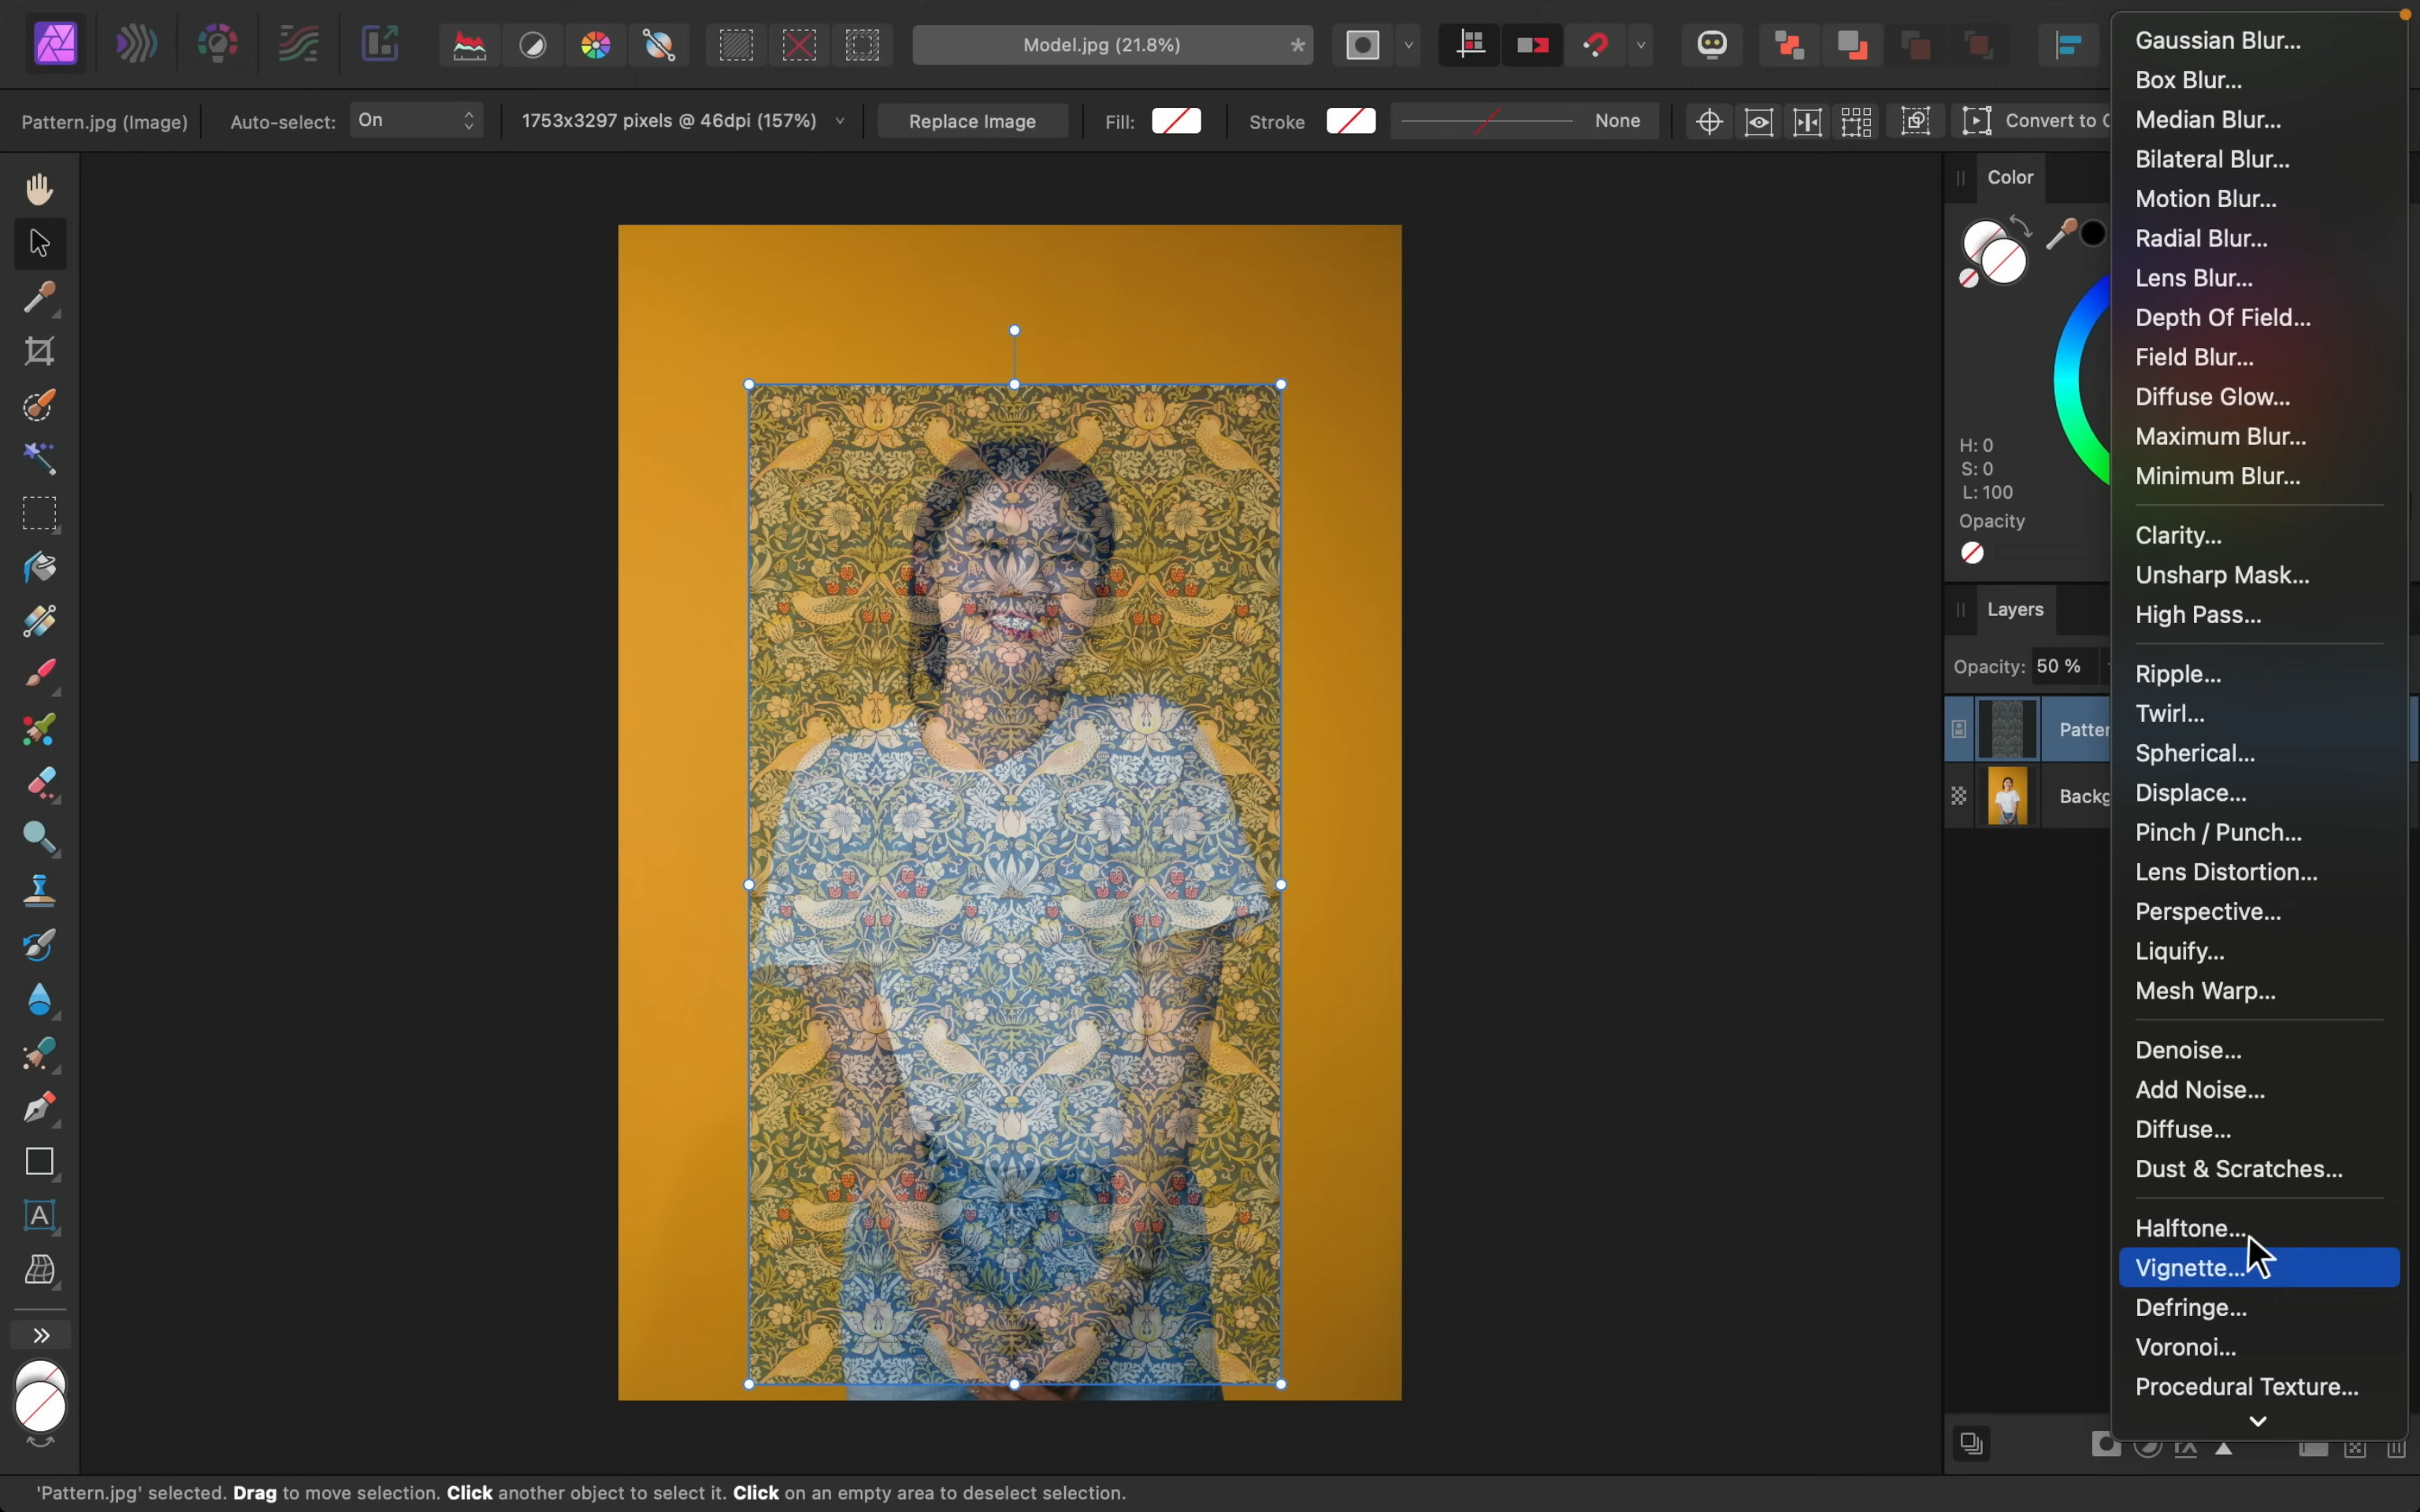 Model.jpg (21.8%)
*
Pattern.jpg (Image)
Auto-select:
On
1753x3297 pixels @ 46dpi (157%)
Replace Image
Fill:
Stroke
None
Convert to C
Color
H: 0
S: 0
L: 100
Opacity
Layers
Opacity: 50 %
Patter
Backg
Gaussian Blur...
Box Blur...
Median Blur...
Bilateral Blur...
Motion Blur...
Radial Blur...
Lens Blur...
Depth Of Field...
Field Blur...
Diffuse Glow...
Maximum Blur...
Minimum Blur...
Clarity...
Unsharp Mask...
High Pass...
Ripple...
Twirl...
Spherical...
Displace...
Pinch / Punch...
Lens Distortion...
Perspective...
Liquify...
Mesh Warp...
Denoise...
Add Noise...
Diffuse...
Dust & Scratches...
Halftone...
Vignette...
Defringe...
Voronoi...
Procedural Texture...
A
'Pattern.jpg' selected. Drag to move selection. Click another object to select it. Click on an empty area to deselect selection.